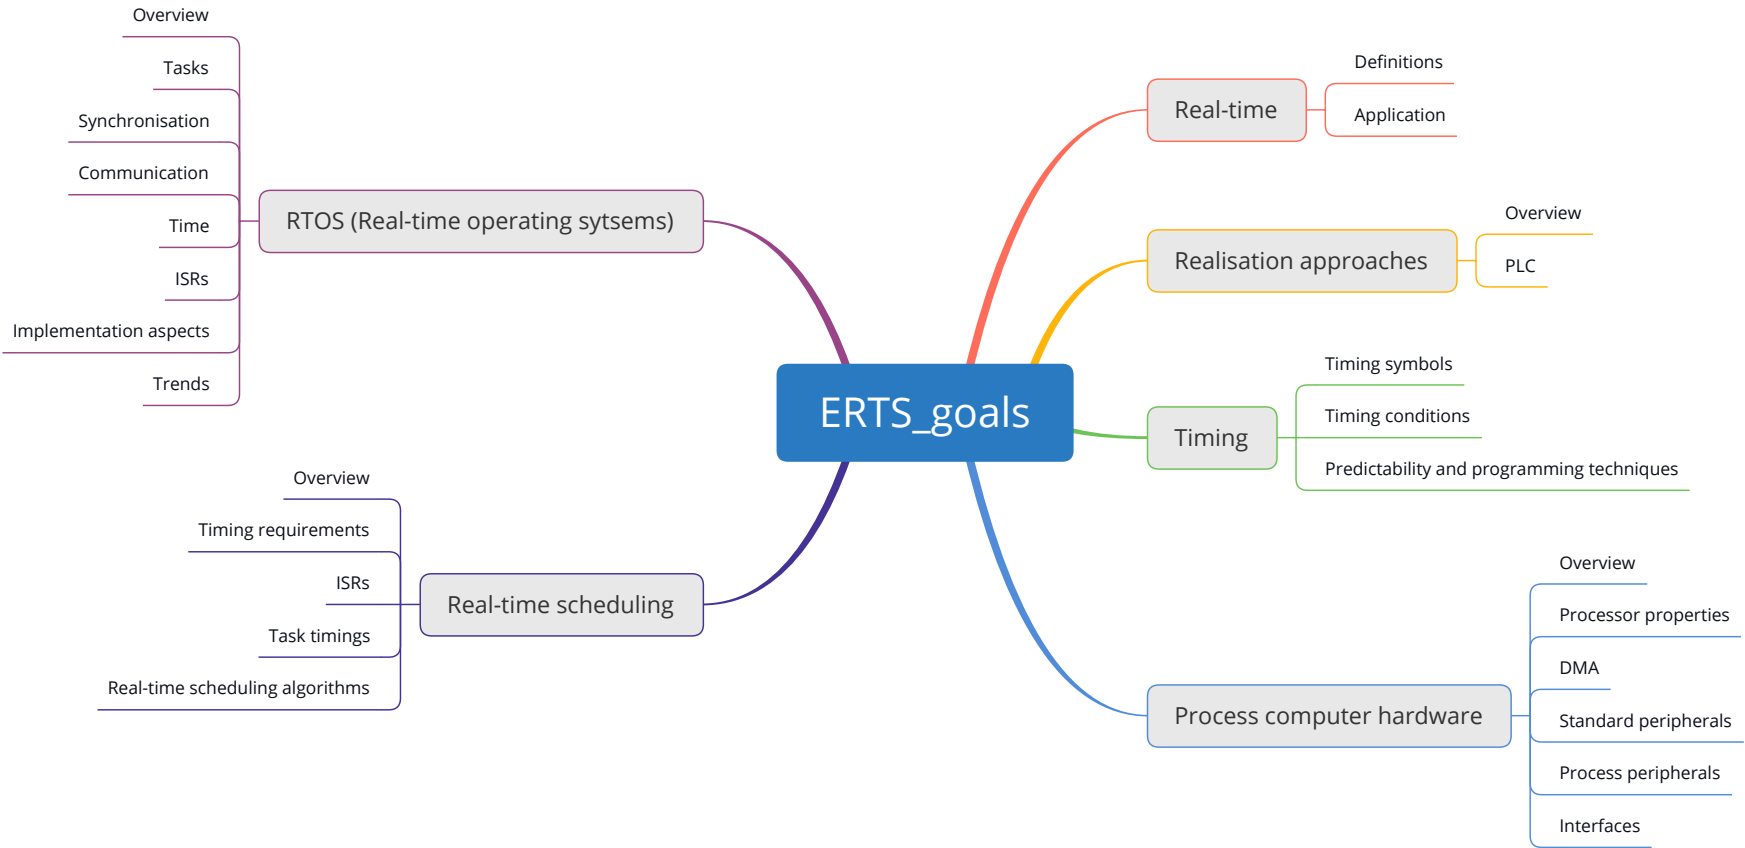 ERTS_goals
Real-time
Definitions
Application
Realisation approaches
Overview
PLC
Timing
Timing symbols
Timing conditions
Predictability and programming techniques
Process computer hardware
Overview
Processor properties
DMA
Standard peripherals
Process peripherals
Interfaces
RTOS (Real-time operating sytsems)
Overview
Tasks
Synchronisation
Communication
Time
ISRs
Implementation aspects
Trends
Real-time scheduling
Overview
Timing requirements
ISRs
Task timings
Real-time scheduling algorithms